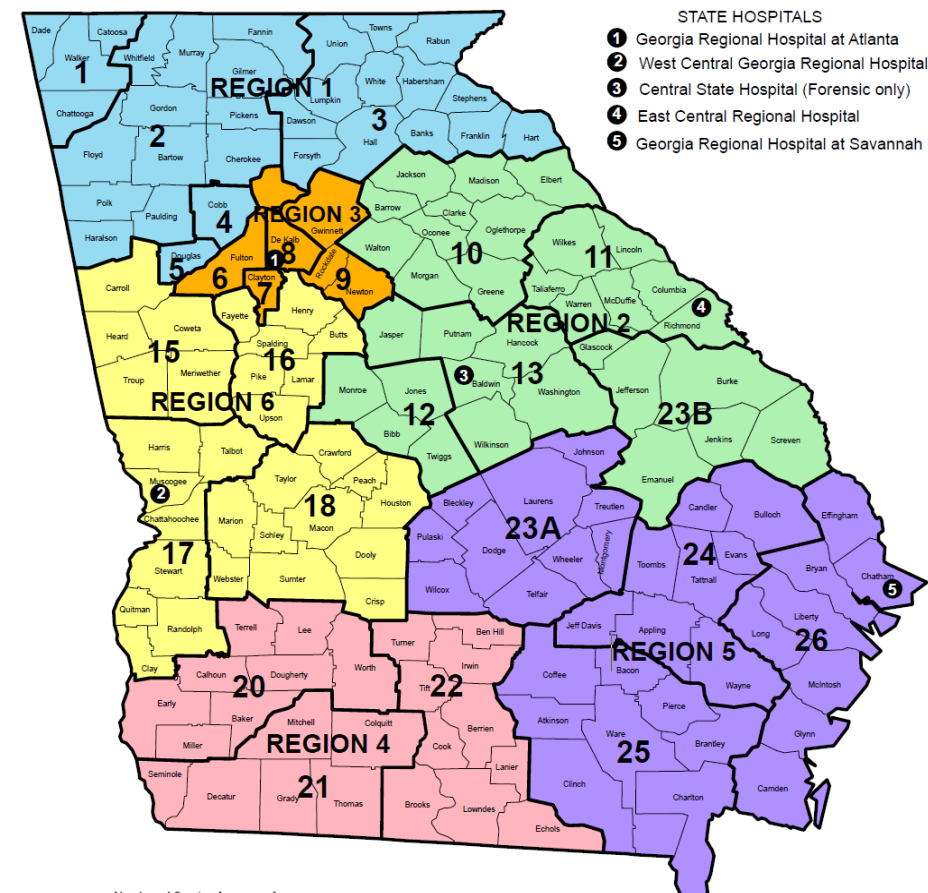 STATE HOSPITALS
1 Georgia Regional Hospital at Atlanta
2 West Central Georgia Regional Hospital
3 Central State Hospital (Forensic only)
4 East Central Regional Hospital
5 Georgia Regional Hospital at Savannah
REGION 1
Dade
Catoosa
Walker
1
Chattooga
Whitfield
Murray
Fannin
Gilmer
Gordon
Pickens
2
Floyd
Bartow
Cherokee
Polk
Paulding
Haralson
Towns
Union
Rabun
Lumpkin
White
Habersham
Dawson
Stephens
3
Hall
Banks
Franklin
Hart
Forsyth
Cobb
4
Douglas
5
REGION 3
Gwinnett
De Kalb
8
1
Fulton
6
Clayton
7
Rockdale
9
Newton
Jackson
Madison
Elbert
Barrow
Clarke
Oconee
Oglethorpe
Walton
10
Morgan
Greene
Wilkes
Lincoln
11
Taliaferro
Columbia
Warren
McDuffie
4
Richmond
REGION 2
Jasper
Putnam
Hancock
Glascock
3
Baldwin
13
Washington
Wilkinson
Monroe
Jones
12
Bibb
Twiggs
Jefferson
Burke
23B
Jenkins
Screven
Emanuel
Carroll
Heard
Coweta
15
Troup
Meriwether
REGION 6
Fayette
Henry
Spalding
Butts
16
Pike
Lamar
Upson
Harris
Talbot
Muscogee
2
Chattahoochee
17
Stewart
Quitman
Randolph
Clay
Crawford
Taylor
Peach
Houston
18
Marion
Macon
Schley
Dooly
Webster
Sumter
Crisp
Johnson
Bleckley
Laurens
Treutlen
Pulaski
23A
Dodge
Wheeler
Montgomery
Wilcox
Telfair
Candler
Bulloch
Toombs
24
Evans
Tattnall
Jeff Davis
Appling
REGION 5
Wayne
Effingham
Bryan
Chatham
5
Liberty
Long
26
McIntosh
Glynn
Camden
Coffee
Bacon
Pierce
Atkinson
Ware
Brantley
25
Clinch
Charlton
Terrell
Lee
Worth
Calhoun
Dougherty
20
Early
Baker
Miller
Turner
Ben Hill
Irwin
Tift
22
Berrien
Cook
Lanier
Brooks
Lowndes
Echols
Mitchell
Colquitt
REGION 4
Seminole
Decatur
Grady
21
Thomas